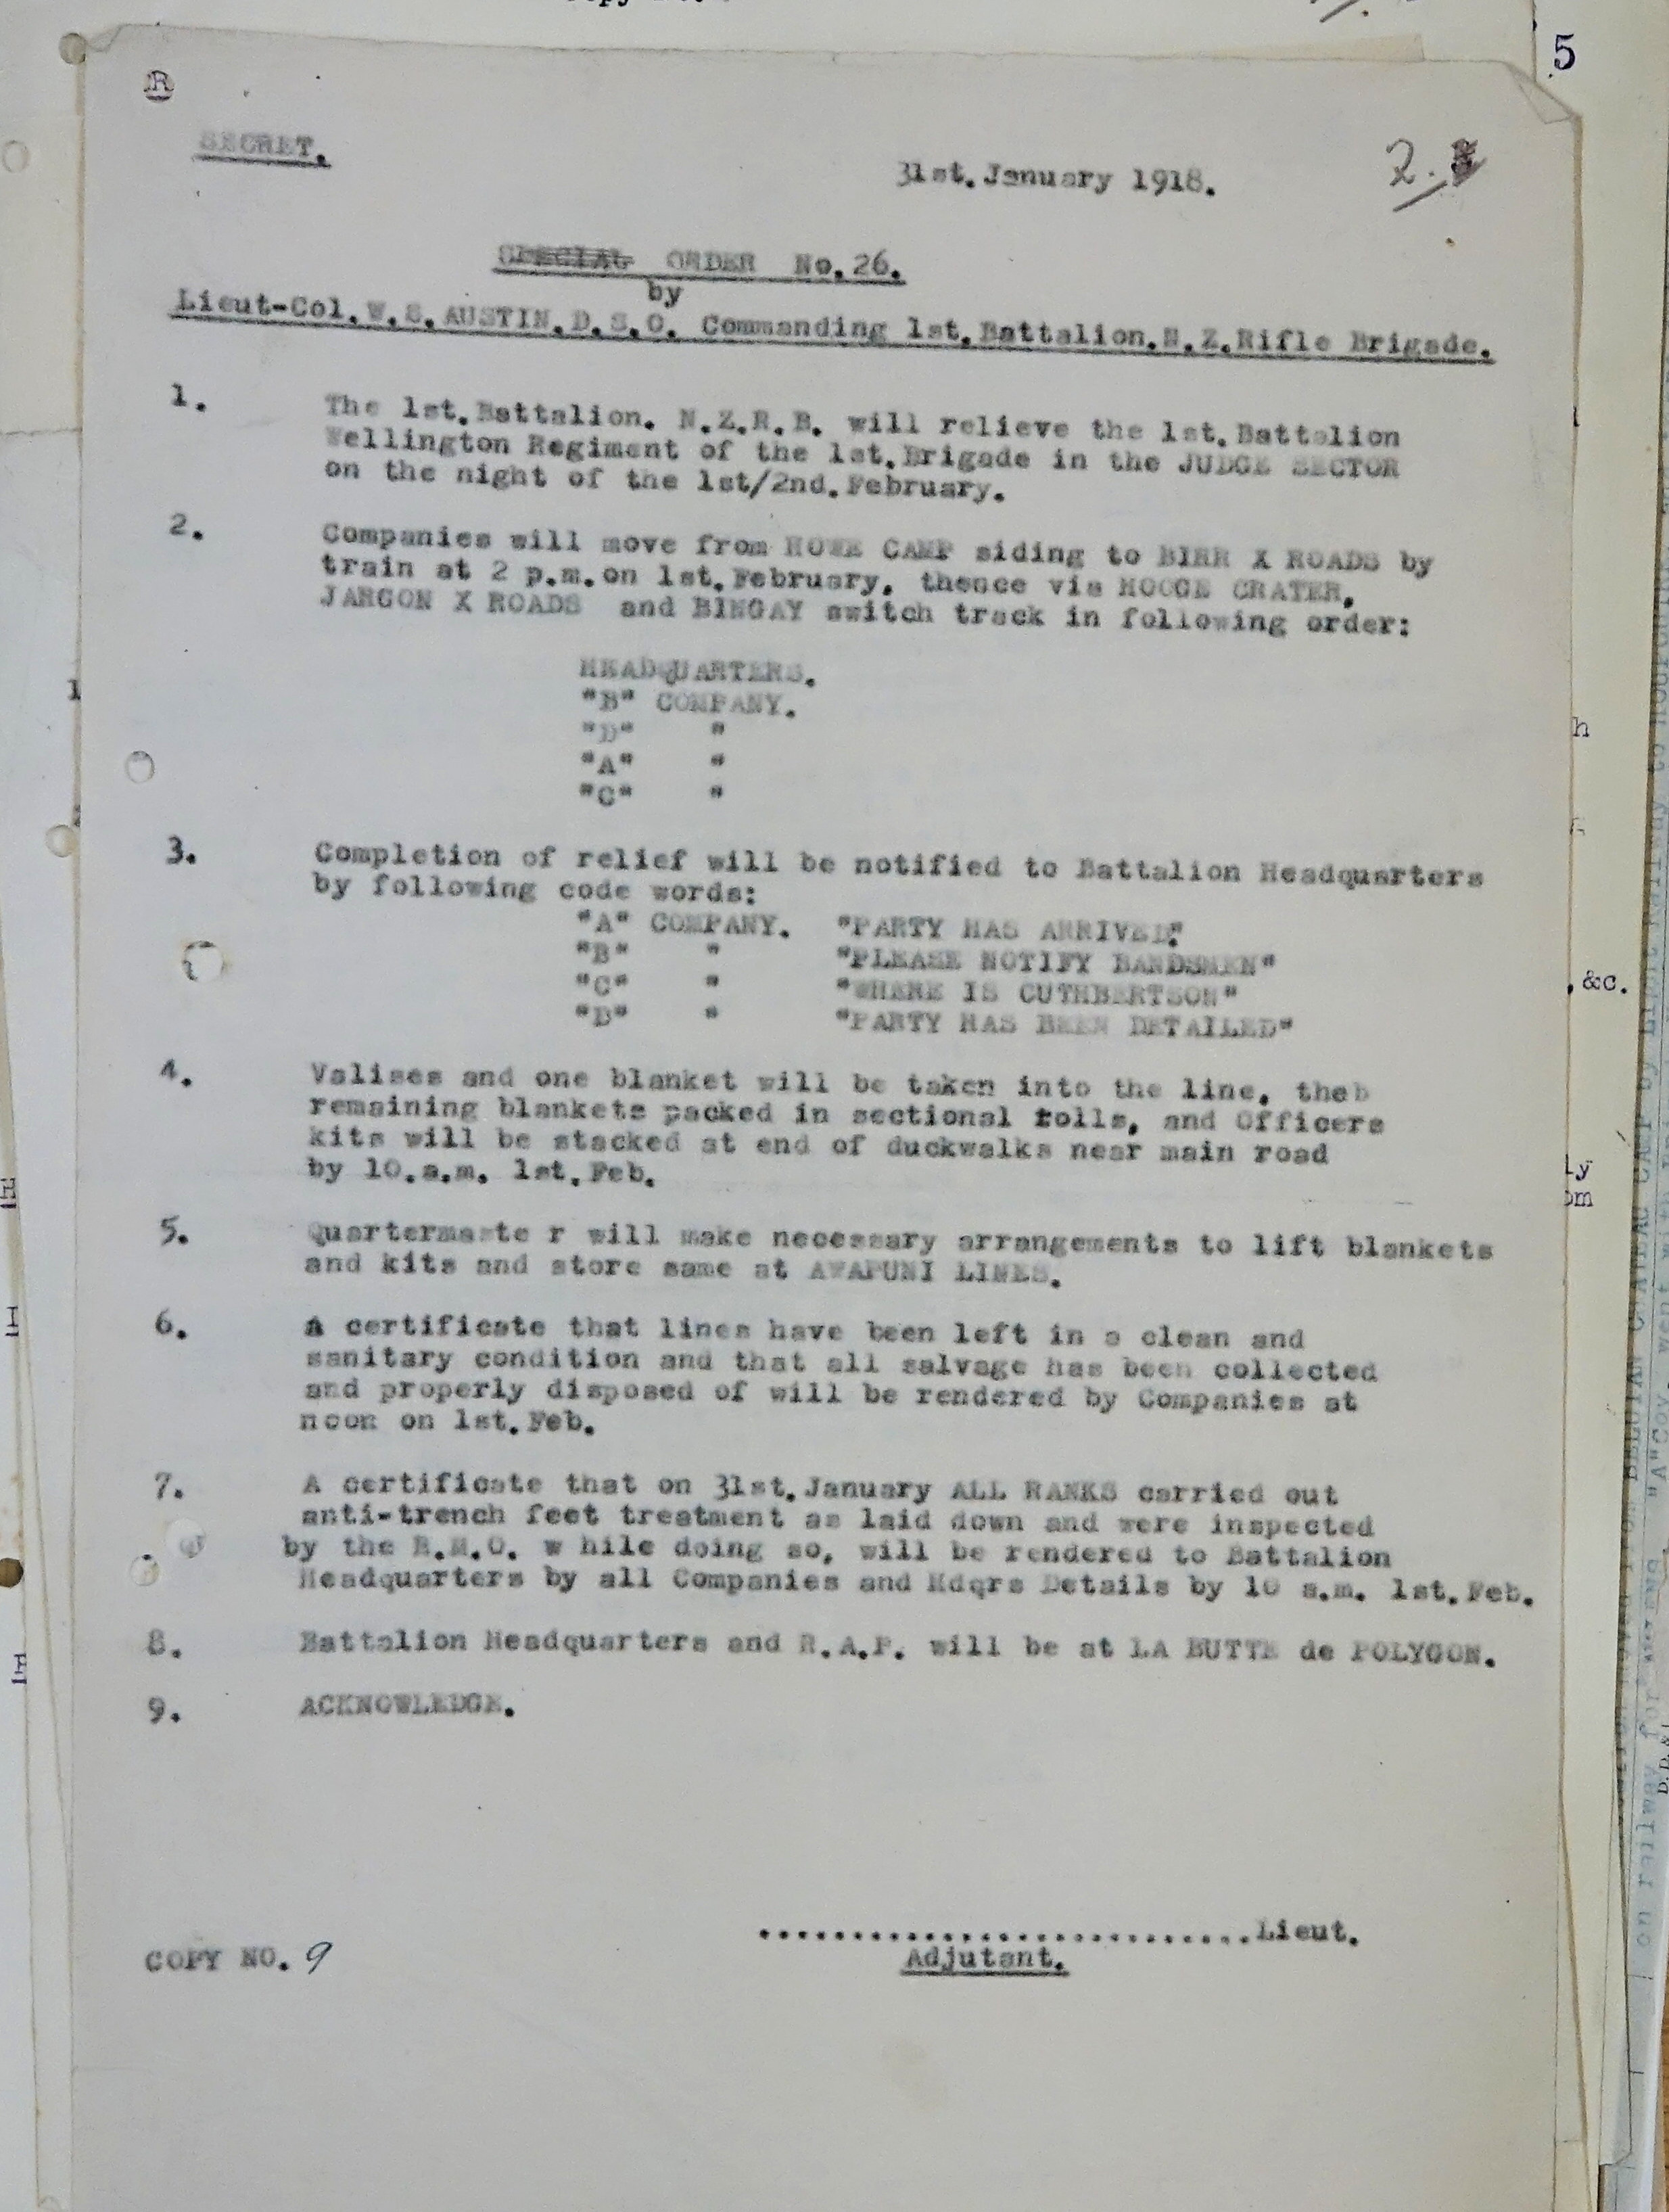 R
5
SECRET.
31st. January 1918.
2.
SPECIAL ORDER No. 26.
by
Lieut-Col. W. S. AUSTIN. D. S. O. Commanding 1st. Battalion. N. Z. Rifle Brigade.
1. The 1st. Battalion. N.Z.R.B. will relieve the 1st. Battalion
Wellington Regiment of the 1st. Brigade in the JUDGE SECTOR
on the night of the 1st/2nd. February.
2. Companies will move from HOWE CAMP siding to BIRR X ROADS by
train at 2 p.m. on 1st. February, thence via HOOGE CRATER,
JARGON X ROADS and BINGAY switch track in following order:
HEADQUARTERS.
"B" COMPANY.
"D" "
"A" "
"C" "
3. Completion of relief will be notified to Battalion Headquarters
by following code words:
"A" COMPANY. "PARTY HAS ARRIVED"
"B" " "PLEASE NOTIFY BANDSMEN"
"C" " "WHERE IS CUTHBERTSON"
"D" " "PARTY HAS BEEN DETAILED"
4. Valises and one blanket will be taken into the line, theb
remaining blankets packed in sectional rolls, and Officers
kits will be stacked at end of duckwalks near main road
by 10.a.m. 1st. Feb.
5. Quartermaste r will make necessary arrangements to lift blankets
and kits and store same at AWAPUNI LINES.
6. A certificate that lines have been left in a clean and
sanitary condition and that all salvage has been collected
and properly disposed of will be rendered by Companies at
noon on 1st. Feb.
7. A certificate that on 31st. January ALL RANKS carried out
anti-trench feet treatment as laid down and were inspected
by the R.M.O. w hile doing so, will be rendered to Battalion
Headquarters by all Companies and Hdqrs Details by 10 a.m. 1st. Feb.
8. Battalion Headquarters and R.A.P. will be at LA BUTTE de POLYGON.
9. ACKNOWLEDGE.
..............................Lieut.
Adjutant.
COPY NO. 9
, &c.